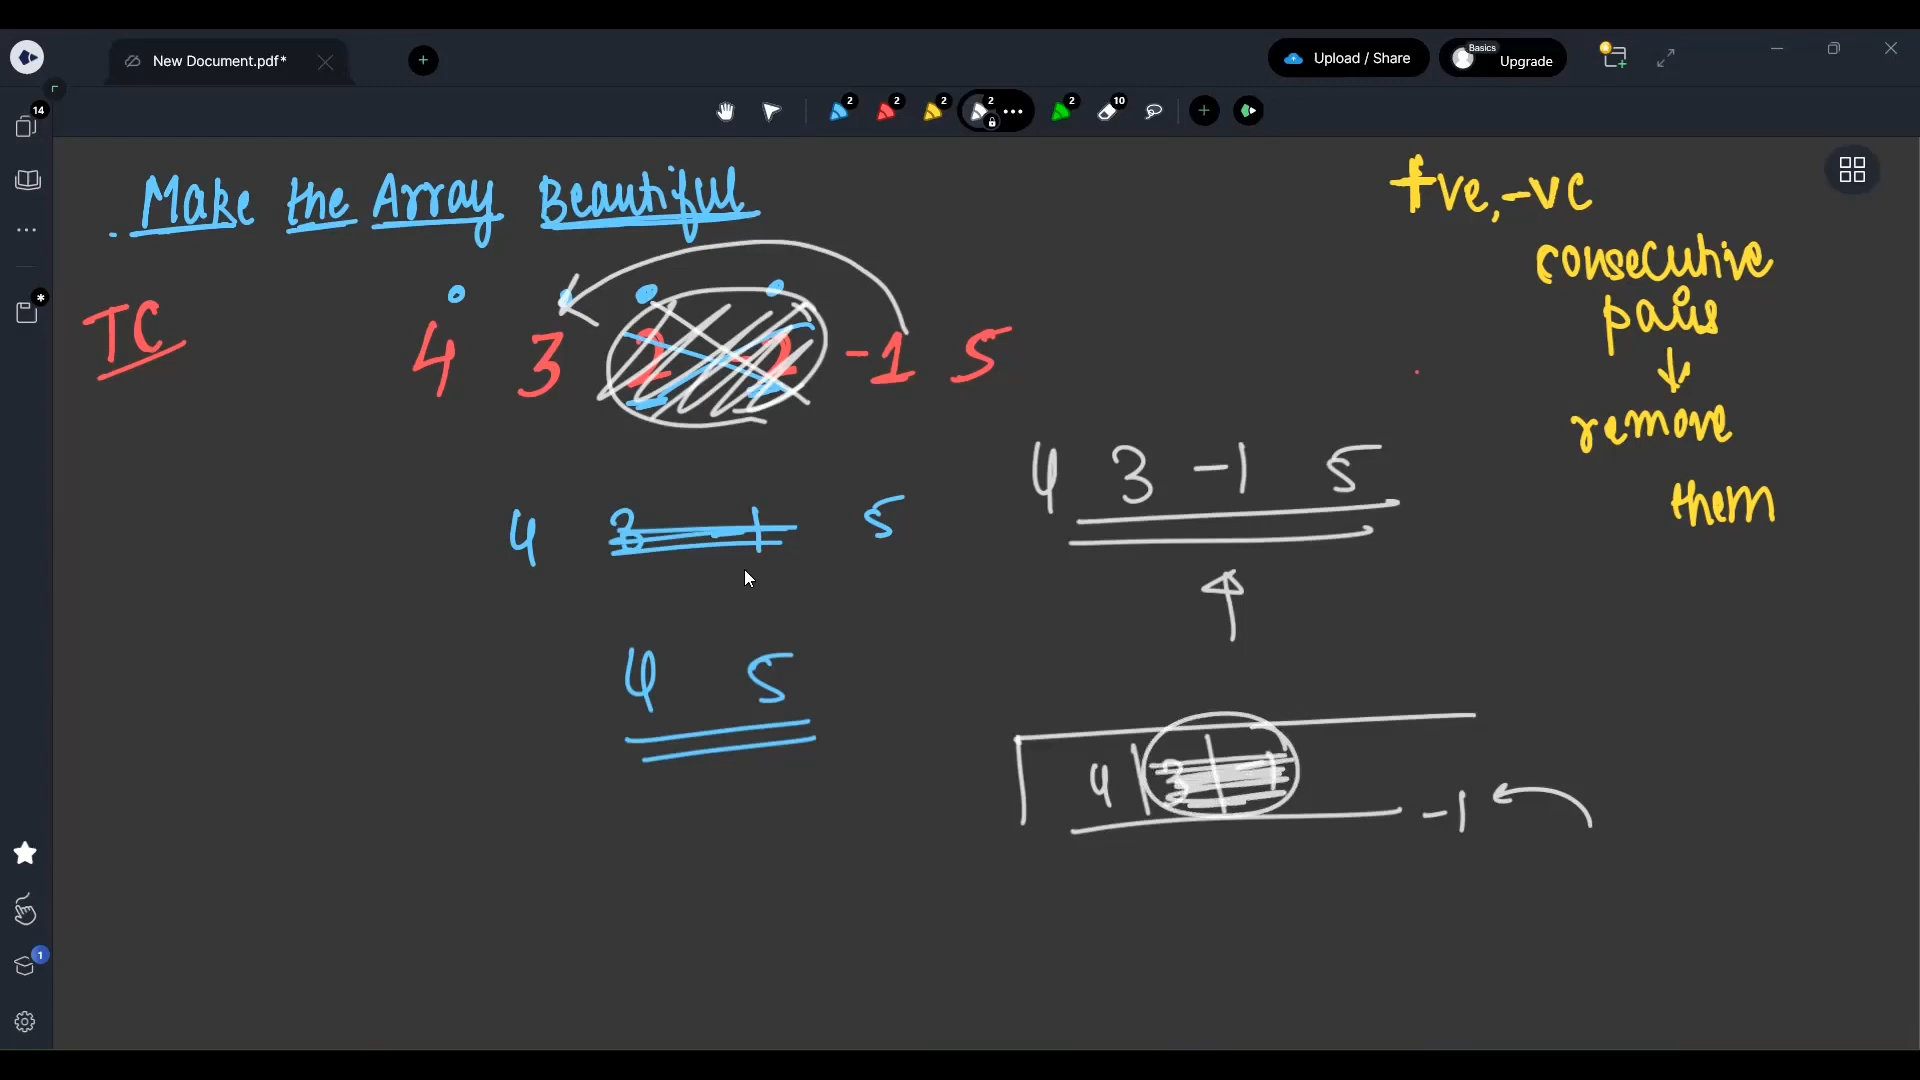 New Document.pdf*
Upload / Share
Basics
Upgrade
14
2
2
2
2
2
10
Make the Array Beautiful
+ve, -ve
consecutive
pairs
remove
them
TC
4 3 2 -2 -1 5
4 3 -1 5
4 3 -1 5
4 5
4 3 -1
-1
1